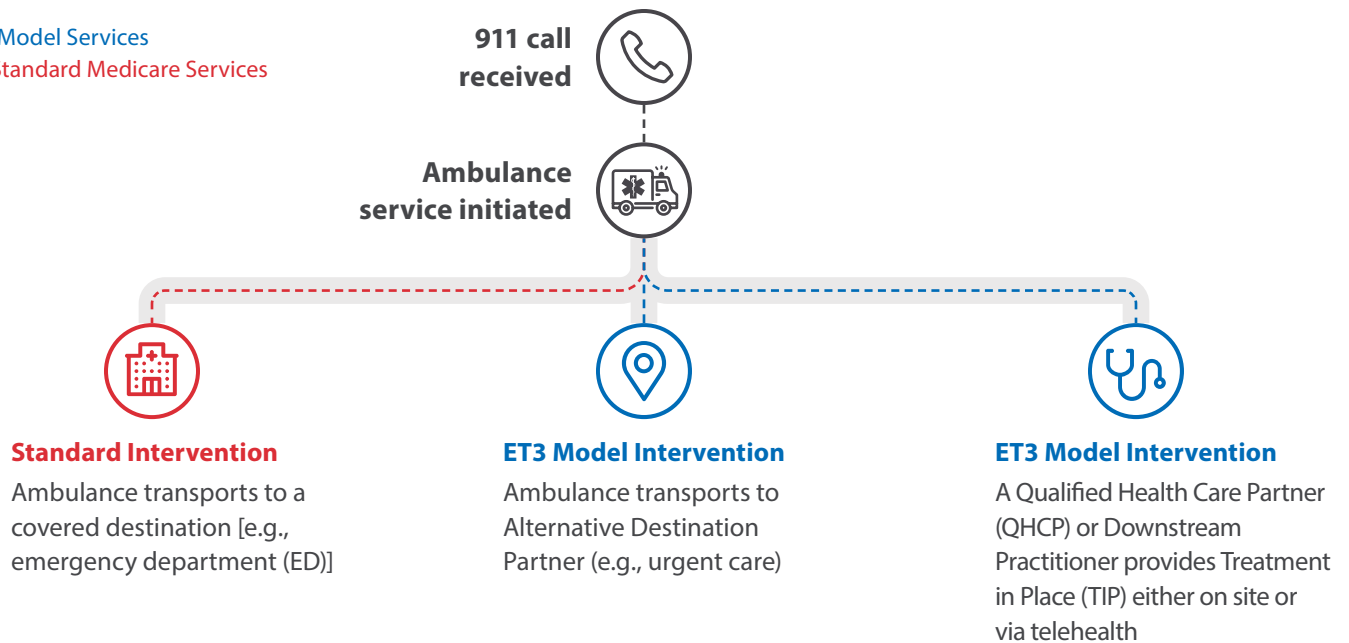 Model Services
Standard Medicare Services
911 call
received
Ambulance
service initiated
Standard Intervention
Ambulance transports to a
covered destination [e.g.,
emergency department (ED)]
ET3 Model Intervention
Ambulance transports to
Alternative Destination
Partner (e.g., urgent care)
ET3 Model Intervention
A Qualified Health Care Partner
(QHCP) or Downstream
Practitioner provides Treatment
in Place (TIP) either on site or
via telehealth